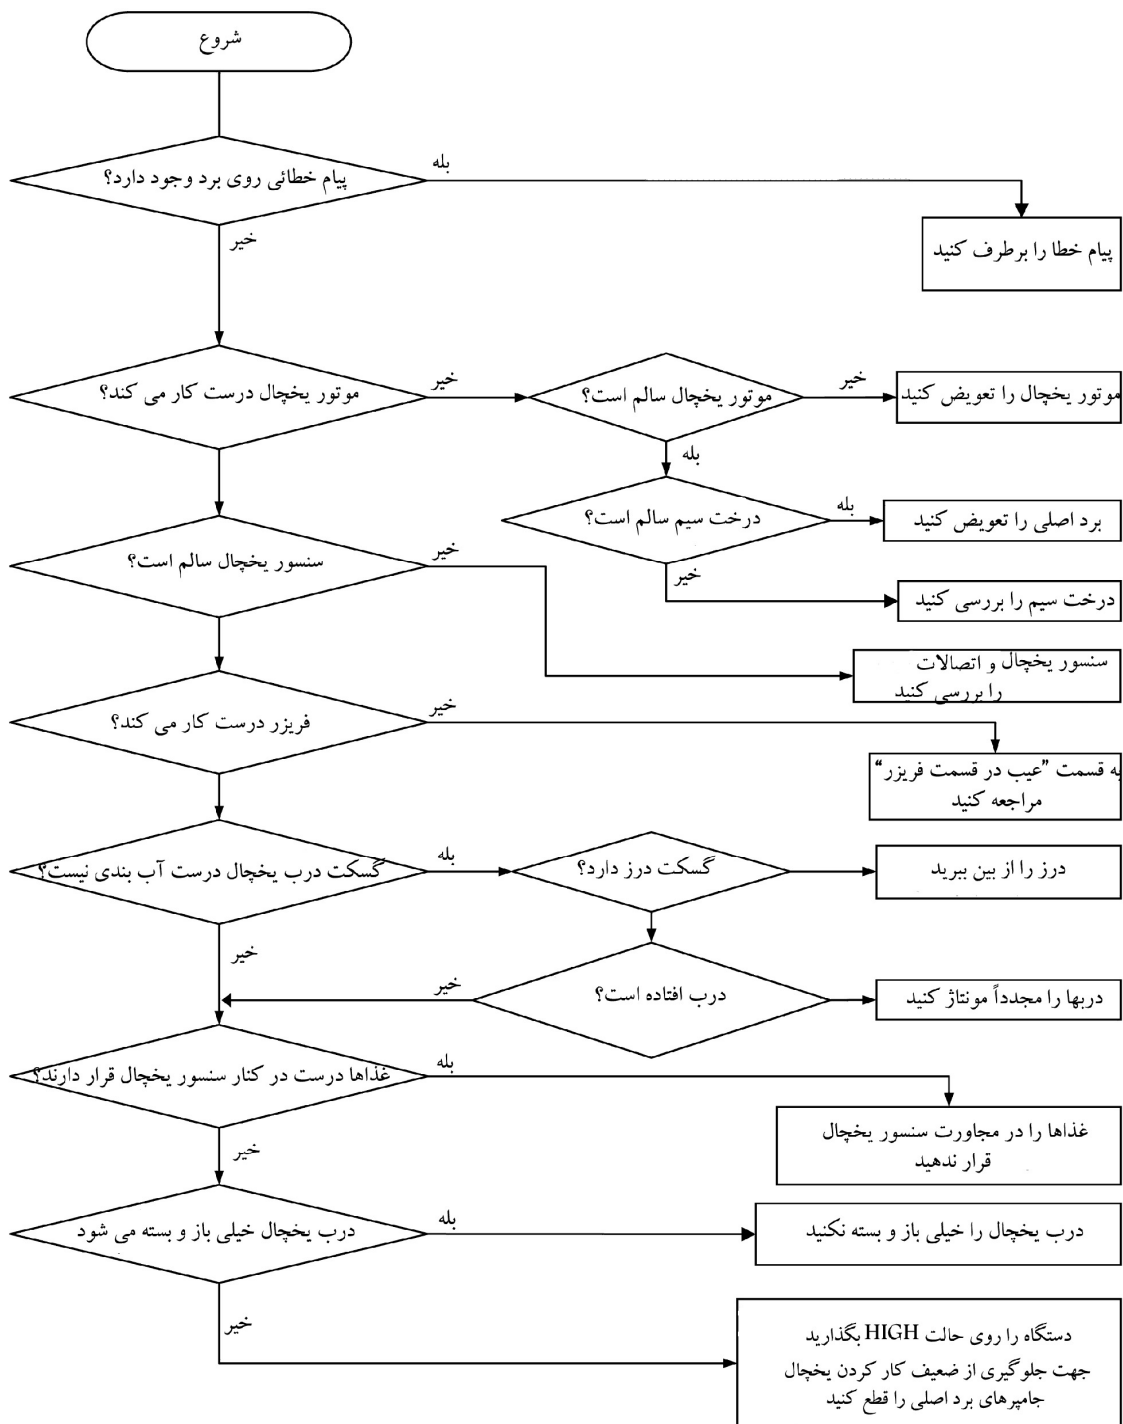 شروع
پیام خطائی روی برد وجود دارد؟
بله
پیام خطا را برطرف کنید
خیر
موتور یخچال درست کار می کند؟
خیر
موتور یخچال سالم است؟
خیر
موتور یخچال را تعویض کنید
بله
درخت سیم سالم است؟
بله
برد اصلی را تعویض کنید
خیر
درخت سیم را بررسی کنید
سنسور یخچال سالم است؟
خیر
سنسور یخچال و اتصالات
را بررسی کنید
فریزر درست کار می کند؟
خیر
به قسمت ”عیب در قسمت فریزر“
مراجعه کنید
گسکت درب یخچال درست آب بندی نیست؟
بله
گسکت درز دارد؟
درز را از بین ببرید
خیر
درب افتاده است؟
خیر
دربها را مجدداً مونتاژ کنید
غذاها درست در کنار سنسور یخچال قرار دارند؟
بله
غذاها را در مجاورت سنسور یخچال
قرار ندهید
خیر
درب یخچال خیلی باز و بسته می شود
بله
درب یخچال را خیلی باز و بسته نکنید
خیر
دستگاه را روی حالت HIGH بگذارید
جهت جلوگیری از ضعیف کار کردن یخچال
جامپرهای برد اصلی را قطع کنید